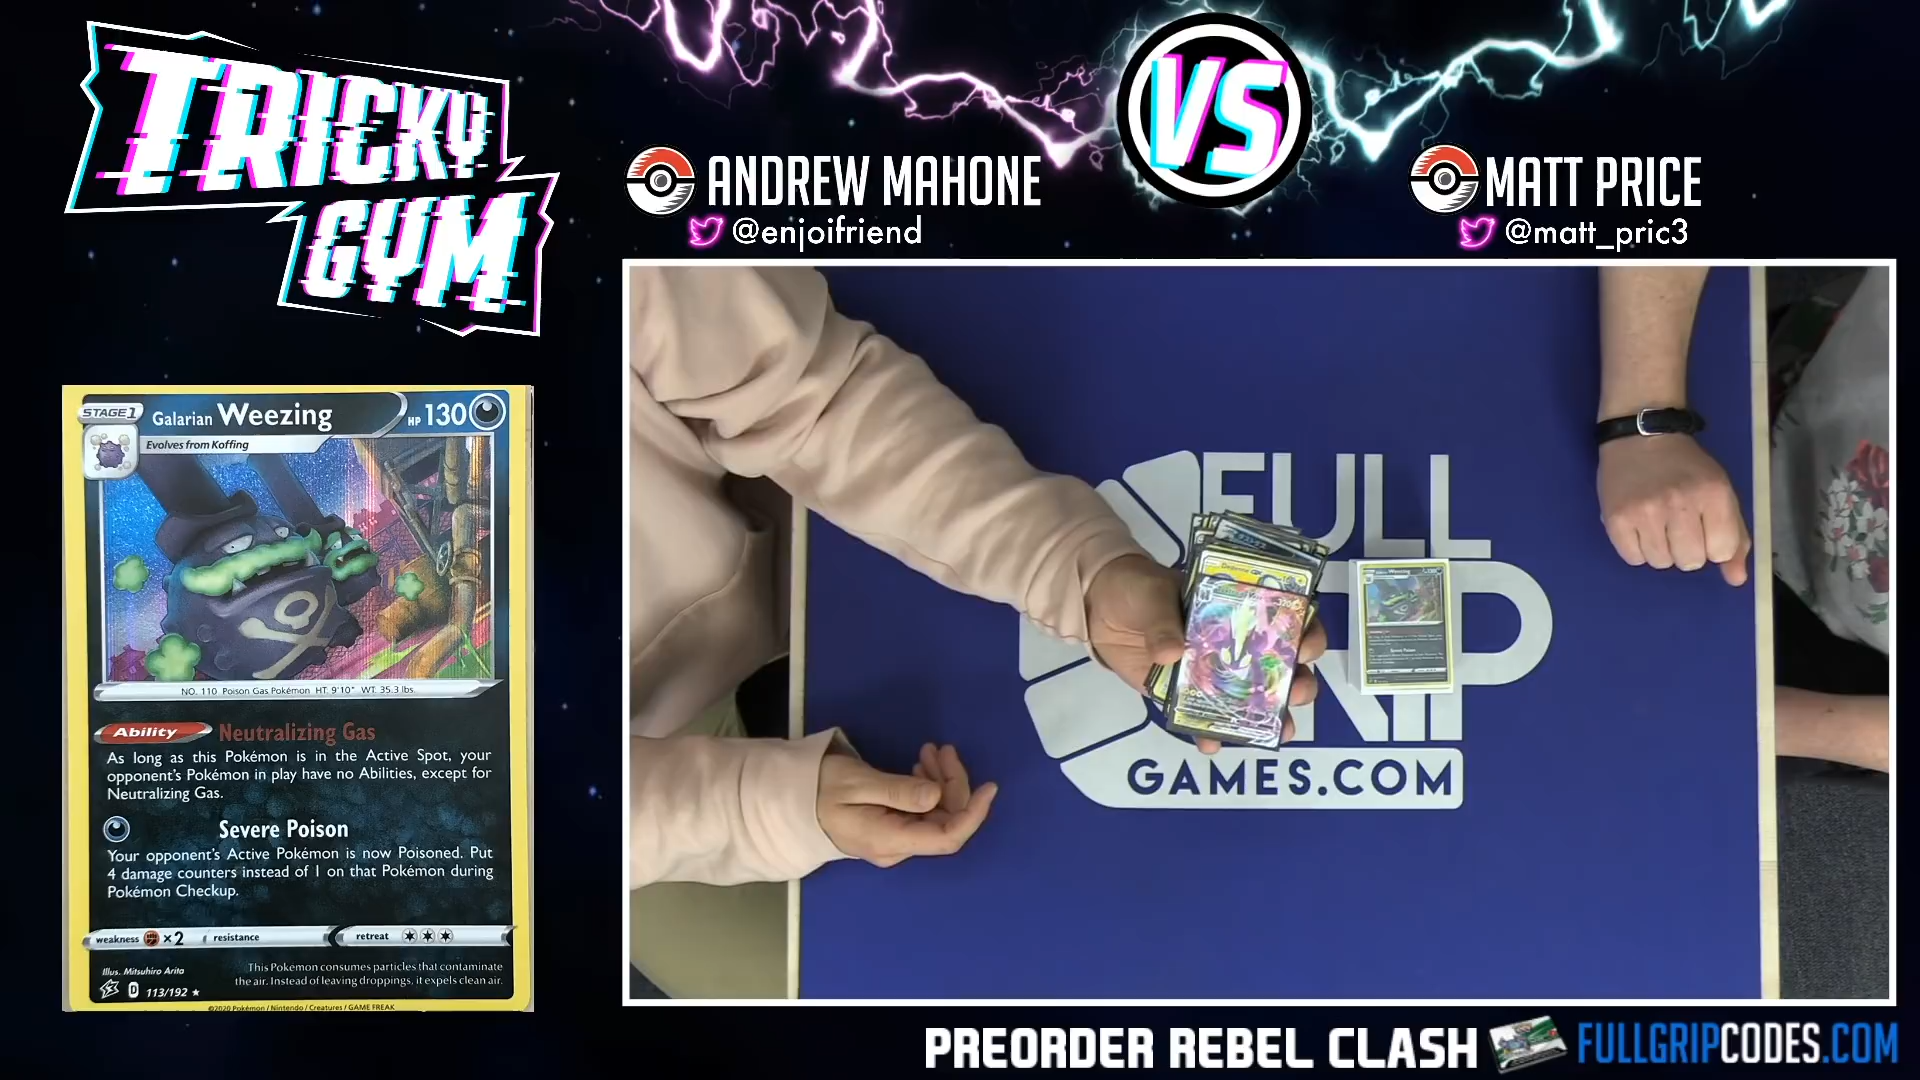 TRICKY
GYM
VS
ANDREW MAHONE
@enjoifriend
MATT PRICE
@matt_pric3
STAGE 1
Galarian Weezing
HP 130
Evolves from Koffing
NO. 110 Poison Gas Pokémon HT. 9'10" WT. 35.3 lbs.
Ability Neutralizing Gas
As long as this Pokémon is in the Active Spot, your
opponent's Pokémon in play have no Abilities, except for
Neutralizing Gas.
Severe Poison
Your opponent's Active Pokémon is now Poisoned. Put
4 damage counters instead of 1 on that Pokémon during
Pokémon Checkup.
weakness ×2 resistance retreat
Illus. Mitsuhiro Arita
This Pokémon consumes particles that contaminate
the air. Instead of leaving droppings, it expels clean air.
D 113/192 ★
©2020 Pokémon / Nintendo / Creatures / GAME FREAK
FULL
GAMES.COM
Weezing
Severe Poison
PREORDER REBEL CLASH
FULLGRIPCODES.COM